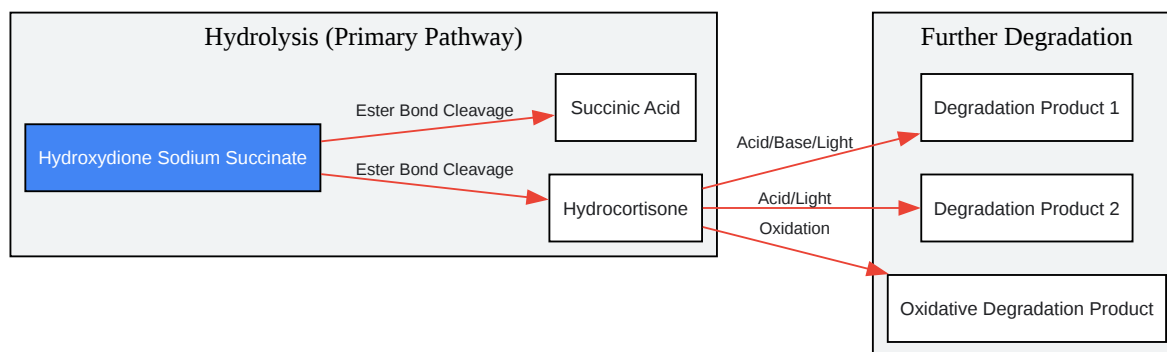 Hydrolysis (Primary Pathway)
Hydroxydione Sodium Succinate
Ester Bond Cleavage
Ester Bond Cleavage
Succinic Acid
Hydrocortisone
Acid/Base/Light
Acid/Light
Oxidation
Further Degradation
Degradation Product 1
Degradation Product 2
Oxidative Degradation Product